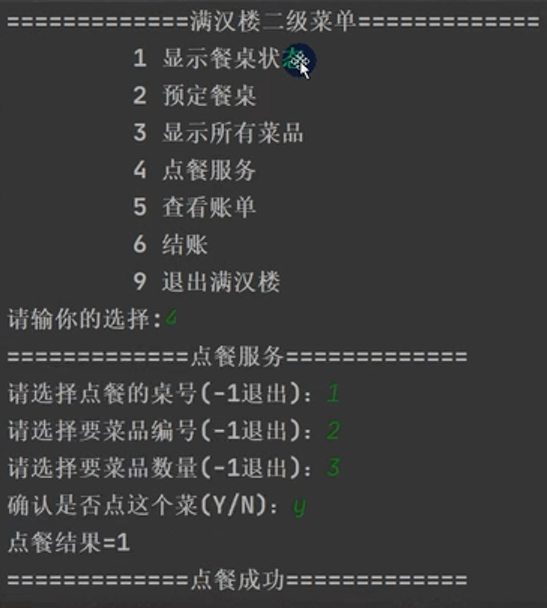 =============满汉楼二级菜单=============
1 显示餐桌状态
2 预定餐桌
3 显示所有菜品
4 点餐服务
5 查看账单
6 结账
9 退出满汉楼
请输你的选择:4
=============点餐服务=============
请选择点餐的桌号(-1退出): 1
请选择要菜品编号(-1退出): 2
请选择要菜品数量(-1退出): 3
确认是否点这个菜(Y/N): y
点餐结果=1
=============点餐成功=============